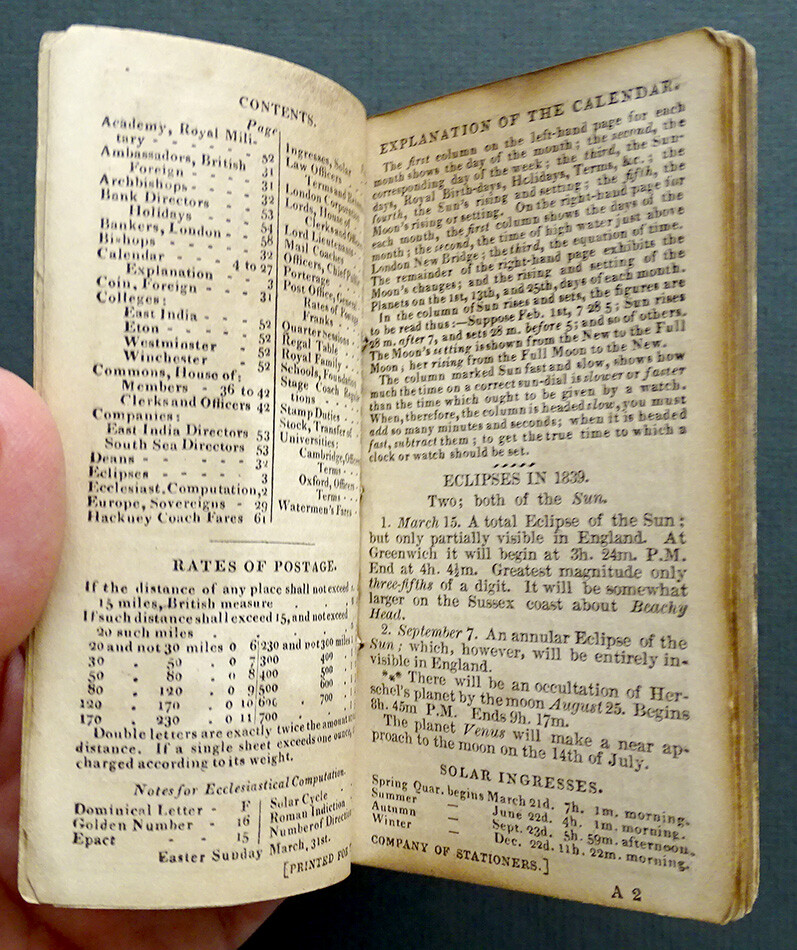 CONTENTS.
Page
Academy, Royal Mili-
tary - - - - - 52
Ambassadors, British
Foreign - - - 31
Archbishops - - - 31
Bank Directors - - 32
Holidays - - 53
Bankers, London - - 54
Bishops - - - - 58
Calendar - - - - 32
Explanation - 4 to 27
Coin, Foreign - - - 3
Colleges: 31
East India - - -
Eton - - - - - 52
Westminster - - 52
Winchester - - 52
Commons, House of: 52
Members - 36 to 42
Clerks and Officers 42
Companies:
East India Directors 53
South Sea Directors 53
Deans - - - - - 32
Eclipses - - - - 3
Ecclesiast. Computation, 2
Europe, Sovereigns - 29
Hackney Coach Fares 61
Ingresses, Solar
Law Officers
Terms and
London Corporation
Lords, House of
Clerks and
Lord Lieutenants
Mail Coaches
Officers, Chief
Porterage
Post Office, General
Rates of Postage
Franks
Quarter Sessions
Regal Table
Royal Family
Schools, Foundation
Stage Coach
tions - - -
Stamp Duties
Stock, Transfer of
Universities:
Cambridge,
Terms - -
Oxford,
Terms - -
Watermen's Fares
RATES OF POSTAGE.
If the distance of any place shall not exceed
15 miles, British measure
If such distance shall exceed 15, and not exceed
20 such miles
20 and not 30 miles 0 6 230 and not 300 miles
30 . 50 . 0 7 300 400
50 . 80 . 0 8 400 500
80 . 120 . 0 9 500 600
120 . 170 . 0 10 600 . 700
170 . 230 . 0 11 700
Double letters are exactly twice the amount
distance. If a single sheet exceeds one ounce,
charged according to its weight.
Notes for Ecclesiastical Computation.
Dominical Letter - F Solar Cycle
Golden Number - 16 Roman Indiction
Epact - - 15 Number of
Easter Sunday March, 31st.
[PRINTED FOR
EXPLANATION OF THE CALENDAR.
The first column on the left-hand page for each
month shows the day of the month; the second, the
corresponding day of the week; the third, the Sun-
days, Royal Birth-days, Holidays, Terms, &c.; the
fourth, the Sun's rising and setting; the fifth, the
Moon's rising or setting. On the right-hand page for
each month, the first column shows the days of the
month; the second, the time of high water just above
London New Bridge; the third, the equation of time.
The remainder of the right-hand page exhibits the
Moon's changes; and the rising and setting of the
Planets on the 1st, 13th, and 25th, days of each month.
In the column of Sun rises and sets, the figures are
to be read thus:—Suppose Feb. 1st, 7 28 5; Sun rises
28 m. after 7, and sets 28 m. before 5; and so of others.
The Moon's setting is shown from the New to the Full
Moon; her rising from the Full Moon to the New.
The column marked Sun fast and slow, shows how
much the time on a correct sun-dial is slower or faster
than the time which ought to be given by a watch.
When, therefore, the column is headed slow, you must
add so many minutes and seconds; when it is headed
fast, subtract them; to get the true time to which a
clock or watch should be set.
ECLIPSES IN 1839.
Two; both of the Sun.
1. March 15. A total Eclipse of the Sun;
but only partially visible in England. At
Greenwich it will begin at 3h. 24m. P.M.
End at 4h. 4½m. Greatest magnitude only
three-fifths of a digit. It will be somewhat
larger on the Sussex coast about Beachy
Head.
2. September 7. An annular Eclipse of the
Sun; which, however, will be entirely in-
visible in England.
*** There will be an occultation of Her-
schel's planet by the moon August 25. Begins
8h. 45m P.M. Ends 9h. 17m.
The planet Venus will make a near ap-
proach to the moon on the 14th of July.
SOLAR INGRESSES.
Spring Quar. begins March 21d. 7h. 1m. morning.
Summer — June 22d. 4h. 1m. morning.
Autumn — Sept. 23d. 5h. 59m. afternoon.
Winter — Dec. 22d. 11h. 22m. morning.
COMPANY OF STATIONERS.]
A 2